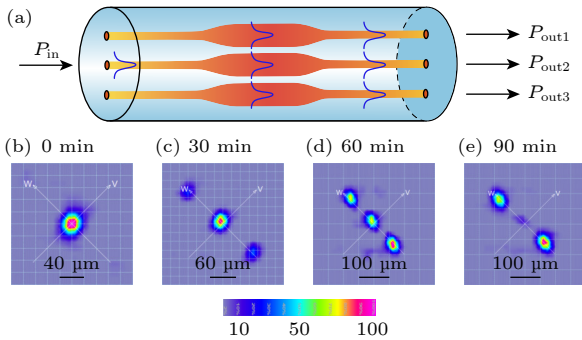 (a)
P_in
P_out1
P_out2
P_out3
(b) 0 min
(c) 30 min
(d) 60 min
(e) 90 min
w v
w v
w v
w v
40 µm
60 µm
100 µm
100 µm
10 50 100